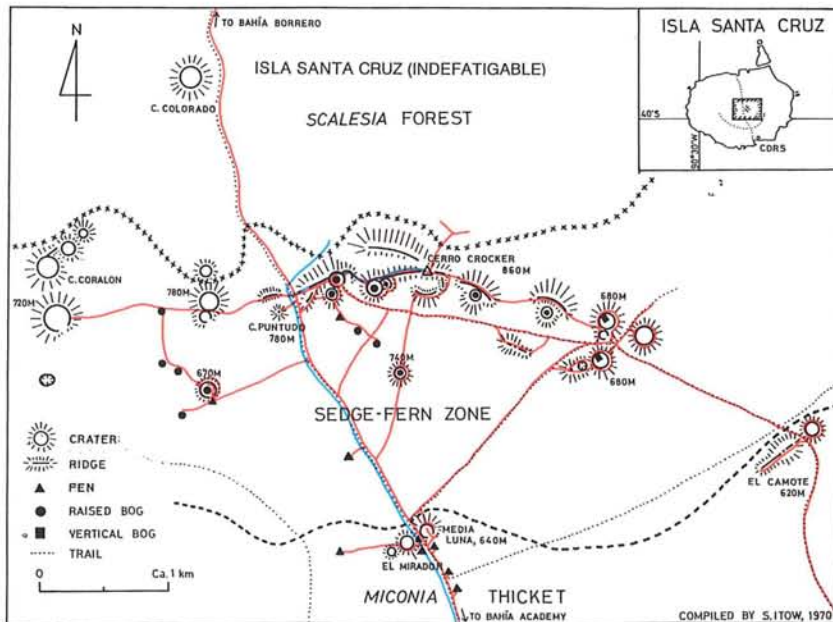 N
TO BAHÍA BORRERO
ISLA SANTA CRUZ (INDEFATIGABLE)
SCALESIA FOREST
C. COLORADO
ISLA SANTA CRUZ
40'S
90°20'W
CDRS
C. CORALON
720M
780M
C. PUNTUDO
780M
CERRO CROCKER
860M
680M
680M
740M
670M
SEDGE-FERN ZONE
EL CAMOTE
620M
MEDIA
LUNA, 640M
EL MIRADOR
MICONIA THICKET
TO BAHÍA ACADEMY
CRATER:
RIDGE
FEN
RAISED BOG
VERTICAL BOG
TRAIL
0 Ca. 1 km
COMPILED BY S. ITOW, 1970